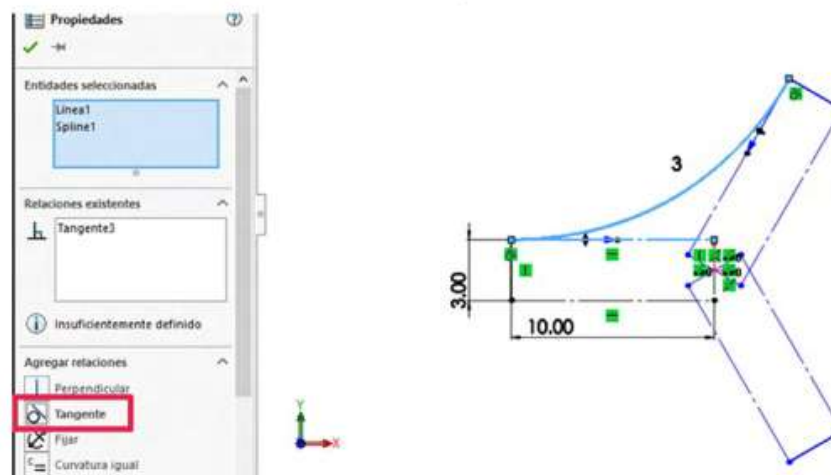 Propiedades
Entidades seleccionadas
Línea1
Spline1
Relaciones existentes
Tangente3
Insuficientemente definido
Agregar relaciones
Perpendicular
Tangente
Fijar
Curvatura igual
3
3.00
10.00
Y
X